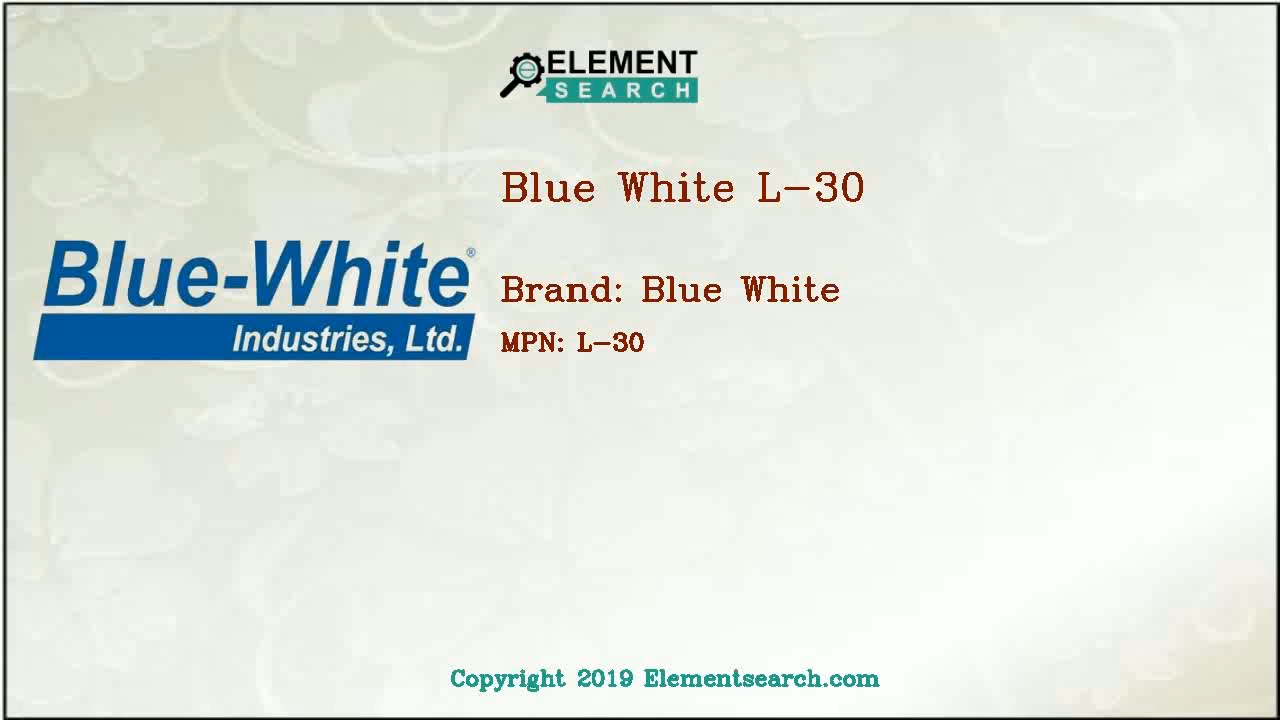 ELEMENT
SEARCH
Blue White L-30
Blue-White®
Industries, Ltd.
Brand: Blue White
MPN: L-30
Copyright 2019 Elementsearch.com